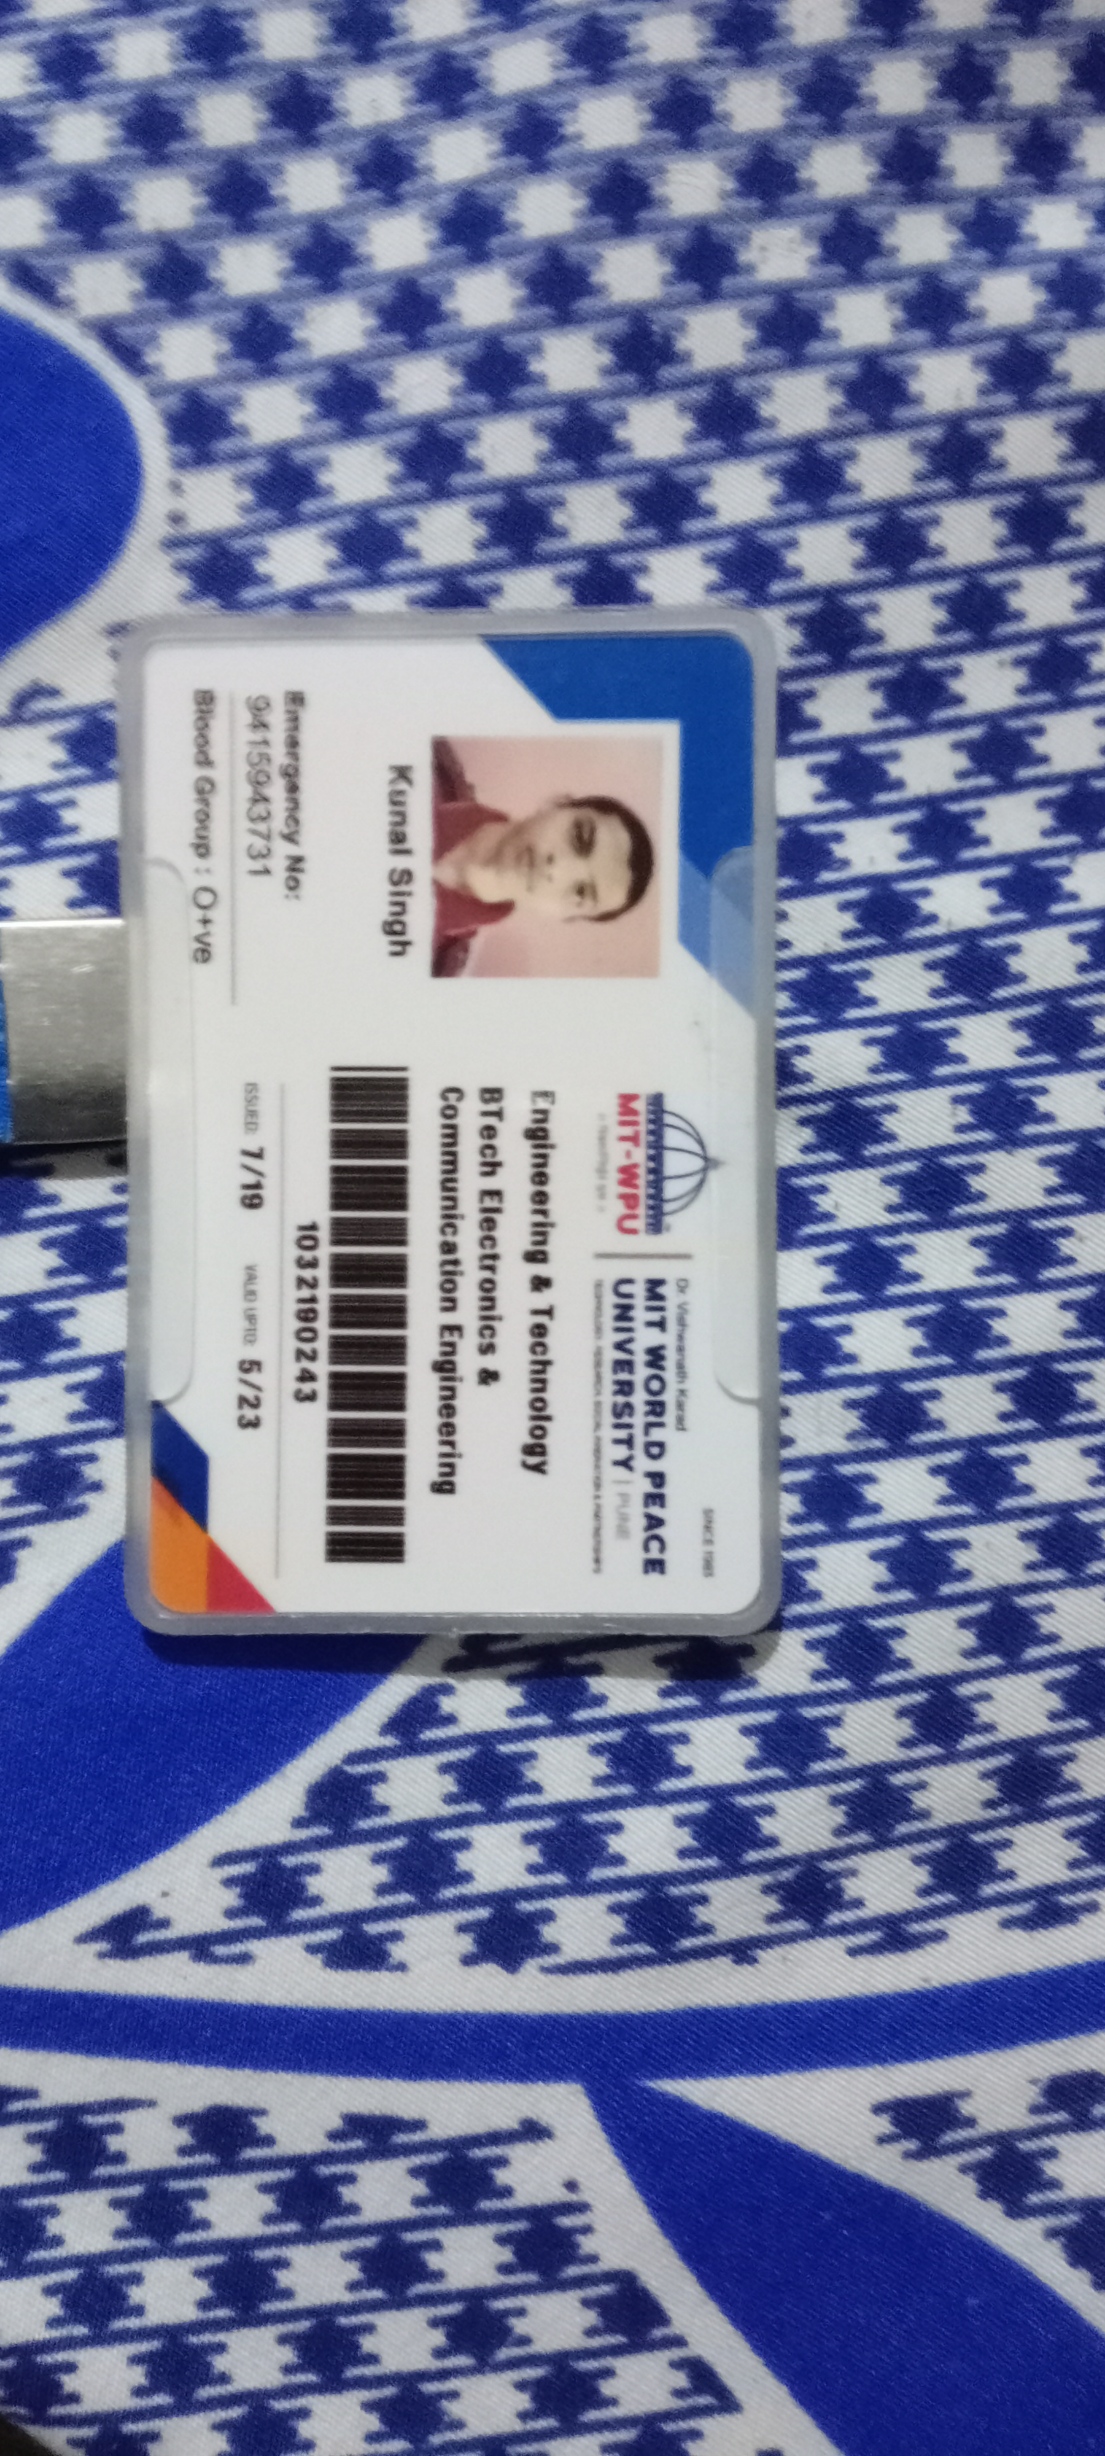 SINCE 1983
Dr. Vishwanath Karad
MIT-WPU
MIT WORLD PEACE
UNIVERSITY | PUNE
Engineering & Technology
BTech Electronics &
Communication Engineering
Kunal Singh
1032190243
Emergency No:
9415943731
Blood Group : O+ve
ISSUED: 7/19 VALID UPTO: 5/23